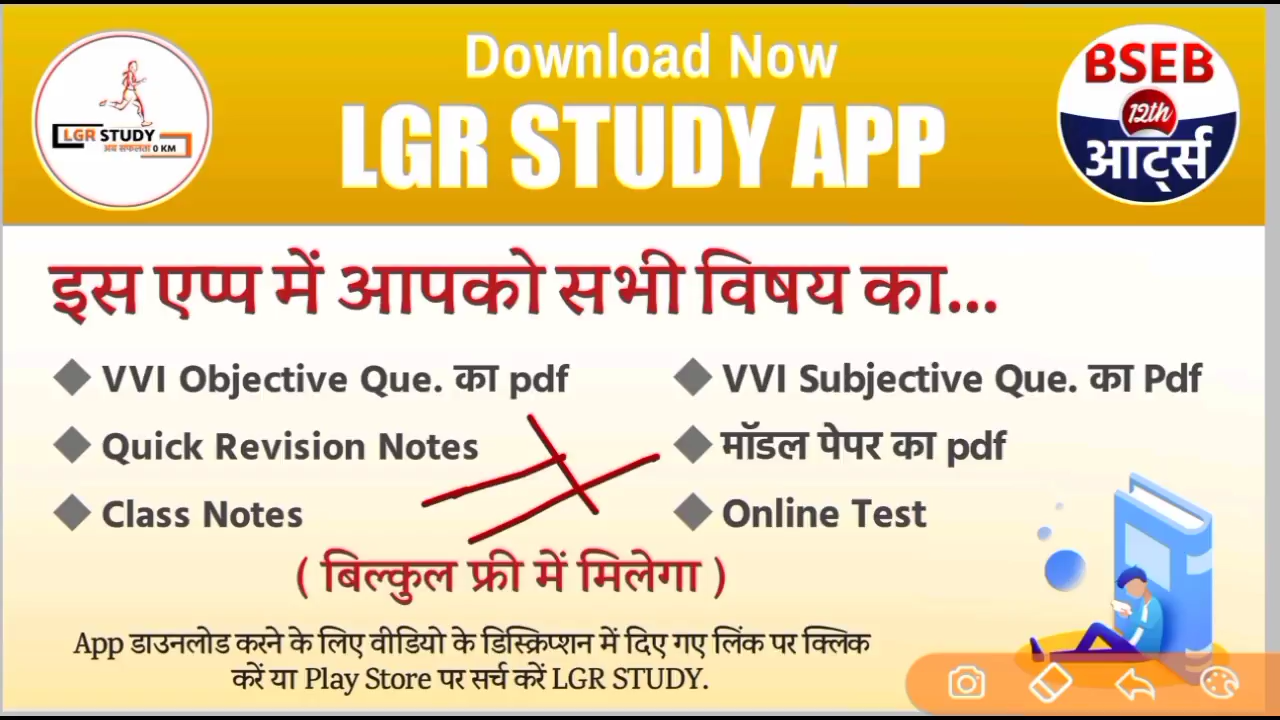 Download Now
LGR STUDY APP
LGR STUDY
अब सफलता 0 KM
BSEB
12th
आर्ट्स
इस एप्प में आपको सभी विषय का...
VVI Objective Que. का pdf
VVI Subjective Que. का Pdf
Quick Revision Notes
मॉडल पेपर का pdf
Class Notes
Online Test
( बिल्कुल फ्री में मिलेगा )
App डाउनलोड करने के लिए वीडियो के डिस्क्रिप्शन में दिए गए लिंक पर क्लिक
करें या Play Store पर सर्च करें LGR STUDY.